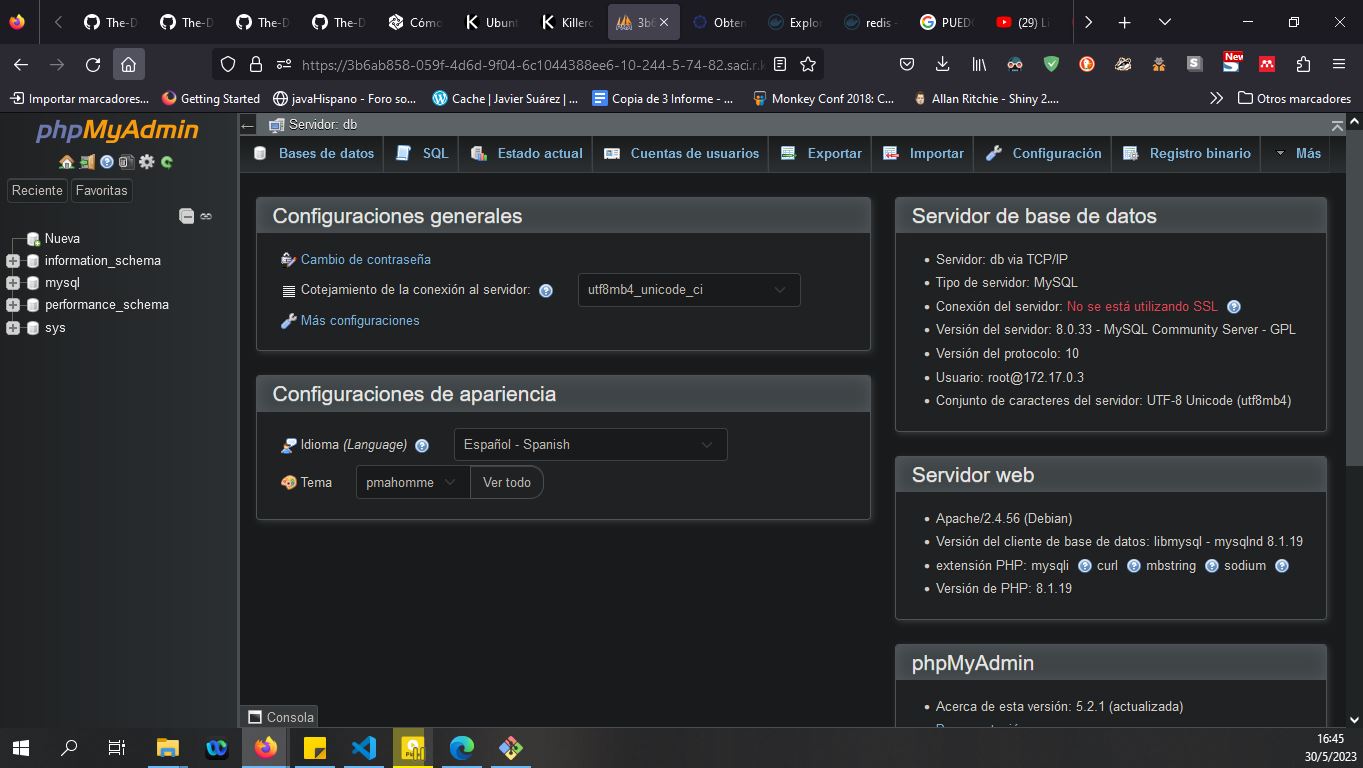 The-D
The-D
The-D
The-D
Cómo
Ubunt
Killerc
3b6
Obten
Explor
redis -
PUED
(29) Li
https://3b6ab858-059f-4d6d-9f04-6c1044388ee6-10-244-5-74-82.saci.r.k
New
Importar marcadores...
Getting Started
javaHispano - Foro so...
Cache | Javier Suárez | ...
Copia de 3 Informe - ...
Monkey Conf 2018: C...
Allan Ritchie - Shiny 2....
Otros marcadores
phpMyAdmin
Reciente
Favoritas
Nueva
information_schema
mysql
performance_schema
sys
Servidor: db
Bases de datos
SQL
Estado actual
Cuentas de usuarios
Exportar
Importar
Configuración
Registro binario
Más
Configuraciones generales
Cambio de contraseña
Cotejamiento de la conexión al servidor:
utf8mb4_unicode_ci
Más configuraciones
Configuraciones de apariencia
Idioma (Language)
Español - Spanish
Tema
pmahomme
Ver todo
Servidor de base de datos
Servidor: db via TCP/IP
Tipo de servidor: MySQL
Conexión del servidor: No se está utilizando SSL
Versión del servidor: 8.0.33 - MySQL Community Server - GPL
Versión del protocolo: 10
Usuario: root@172.17.0.3
Conjunto de caracteres del servidor: UTF-8 Unicode (utf8mb4)
Servidor web
Apache/2.4.56 (Debian)
Versión del cliente de base de datos: libmysql - mysqlnd 8.1.19
extensión PHP: mysqli curl mbstring sodium
Versión de PHP: 8.1.19
phpMyAdmin
Acerca de esta versión: 5.2.1 (actualizada)
Consola
16:45
30/5/2023